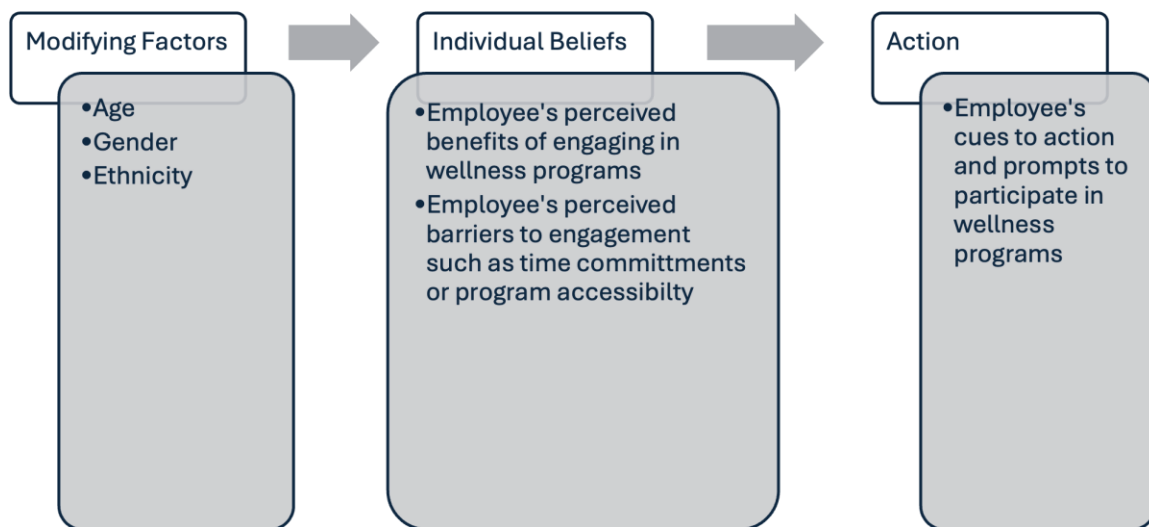 Modifying Factors
•Age
•Gender
•Ethnicity
Individual Beliefs
•Employee's perceived
benefits of engaging in
wellness programs
•Employee's perceived
barriers to engagement
such as time committments
or program accessibilty
Action
•Employee's
cues to action
and prompts to
participate in
wellness
programs